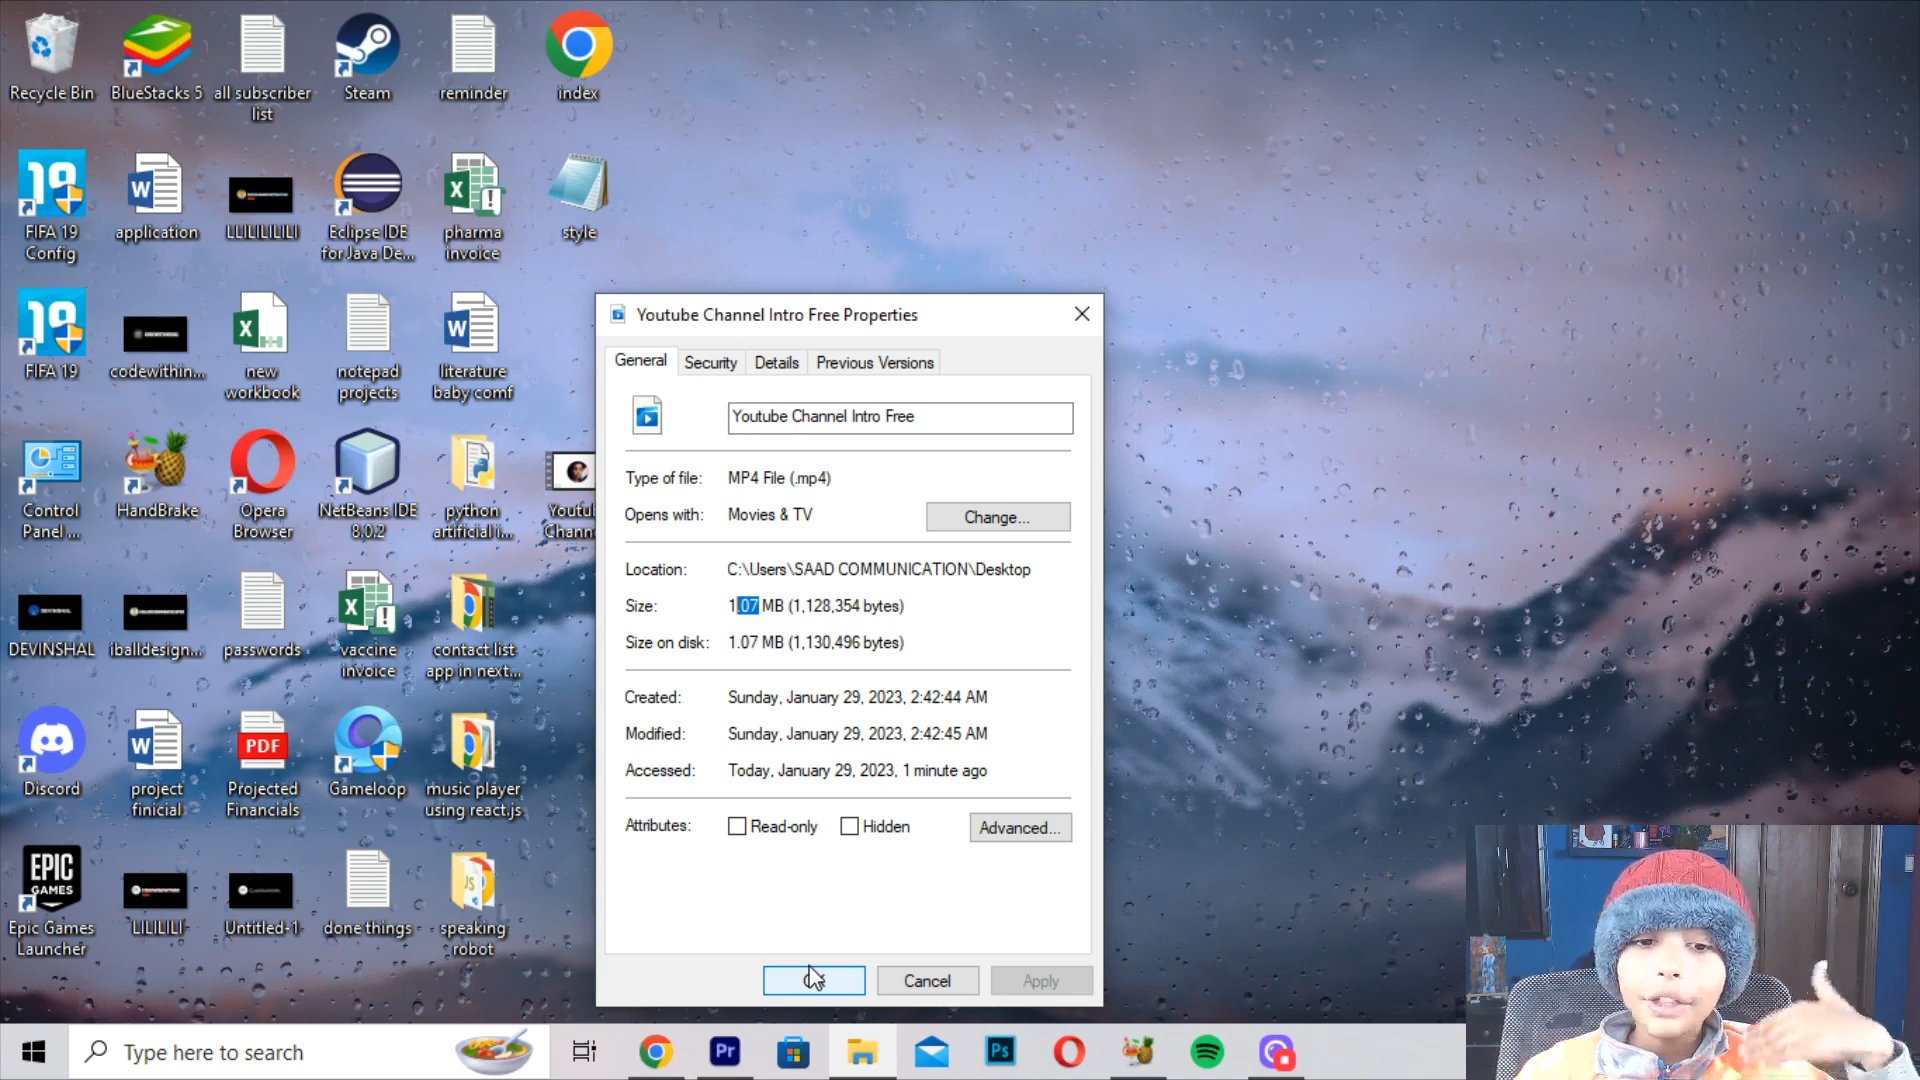 Recycle Bin
BlueStacks 5
all subscriber
list
Steam
reminder
index
FIFA 19
Config
application
LLILILILILI
Eclipse IDE
for Java De...
pharma
invoice
style
FIFA 19
codewithin...
new
workbook
notepad
projects
literature
baby comf
Control
Panel ...
HandBrake
Opera
Browser
NetBeans IDE
8.0.2
python
artificial i...
DEVINSHAL
iballdesign...
passwords
vaccine
invoice
contact list
app in next...
Discord
project
finicial
PDF
Projected
Financials
Gameloop
music player
using react.js
EPIC
GAMES
Epic Games
Launcher
LILILILI
Untitled-1
done things
JS
speaking
robot
Youtube Channel Intro Free Properties
General
Security
Details
Previous Versions
Youtube Channel Intro Free
Type of file: MP4 File (.mp4)
Opens with: Movies & TV
Change...
Location: C:\Users\SAAD COMMUNICATION\Desktop
Size: 1.07 MB (1,128,354 bytes)
Size on disk: 1.07 MB (1,130,496 bytes)
Created: Sunday, January 29, 2023, 2:42:44 AM
Modified: Sunday, January 29, 2023, 2:42:45 AM
Accessed: Today, January 29, 2023, 1 minute ago
Attributes: Read-only Hidden Advanced...
Cancel
Apply
Type here to search
Pr
Ps